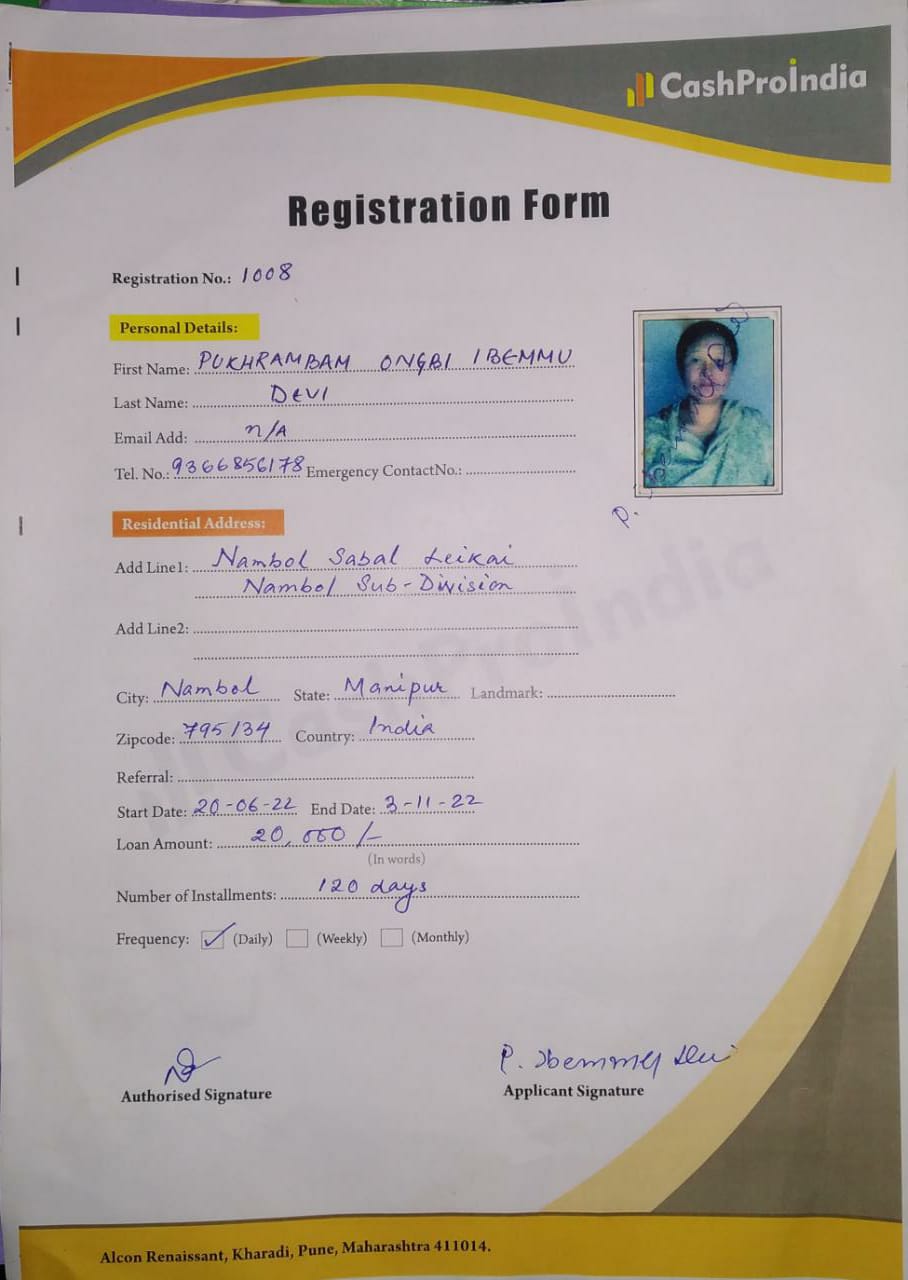 CashProIndia
Registration Form
Registration No.: 1008
Personal Details:
First Name: PUKHRAMBAM ONGBI IBEMMU
Last Name: DEVI
Email Add: n/A
Tel. No.: 9366856178 Emergency ContactNo.:
P. Ibemmu Devi
Residential Address:
Add Line1: Nambol Sabal Leikai
Nambol Sub-Division
Add Line2:
City: Nambol State: Manipur Landmark:
Zipcode: 795134 Country: India
Referral:
Start Date: 20-06-22 End Date: 3-11-22
Loan Amount: 20,000/-
(In words)
Number of Installments: 120 days
Frequency: (Daily) (Weekly) (Monthly)
P. Ibemmu Devi
Authorised Signature Applicant Signature
CashProIndia
Alcon Renaissant, Kharadi, Pune, Maharashtra 411014.